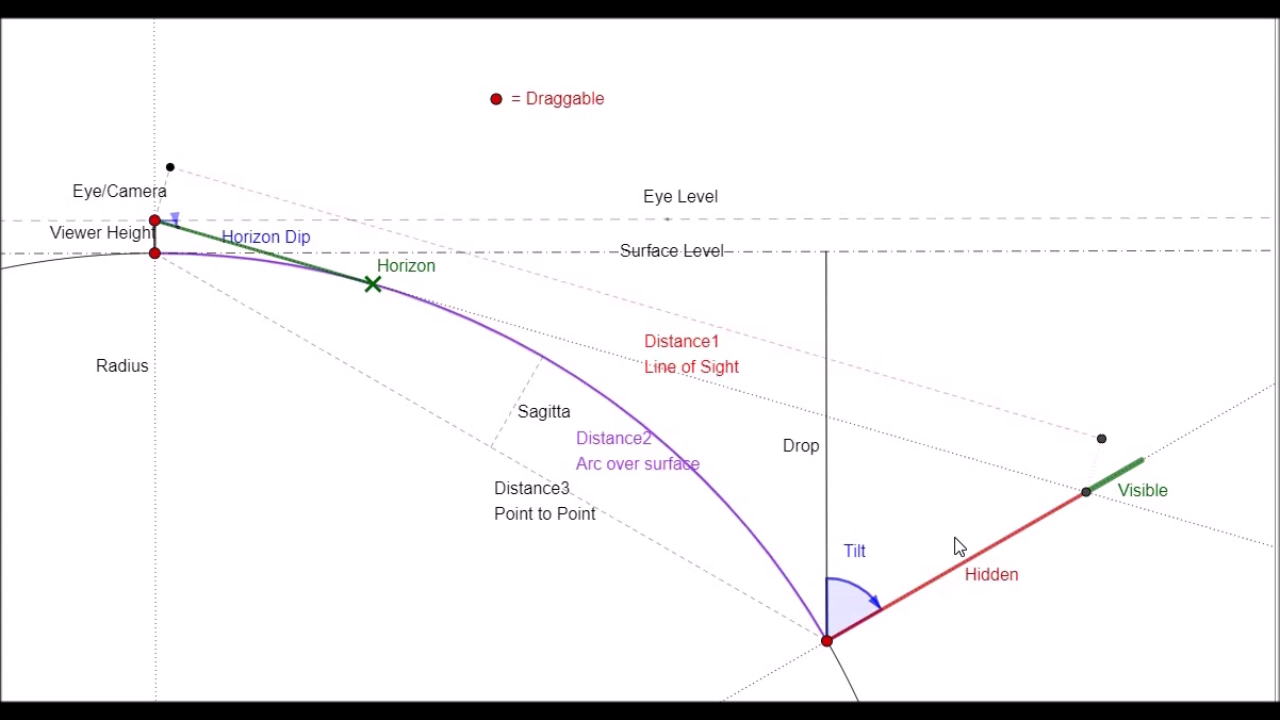 = Draggable
Eye/Camera
Eye Level
Viewer Height
Horizon Dip
Surface Level
Horizon
Distance1
Line of Sight
Radius
Sagitta
Distance2
Arc over surface
Drop
Distance3
Point to Point
Visible
Tilt
Hidden